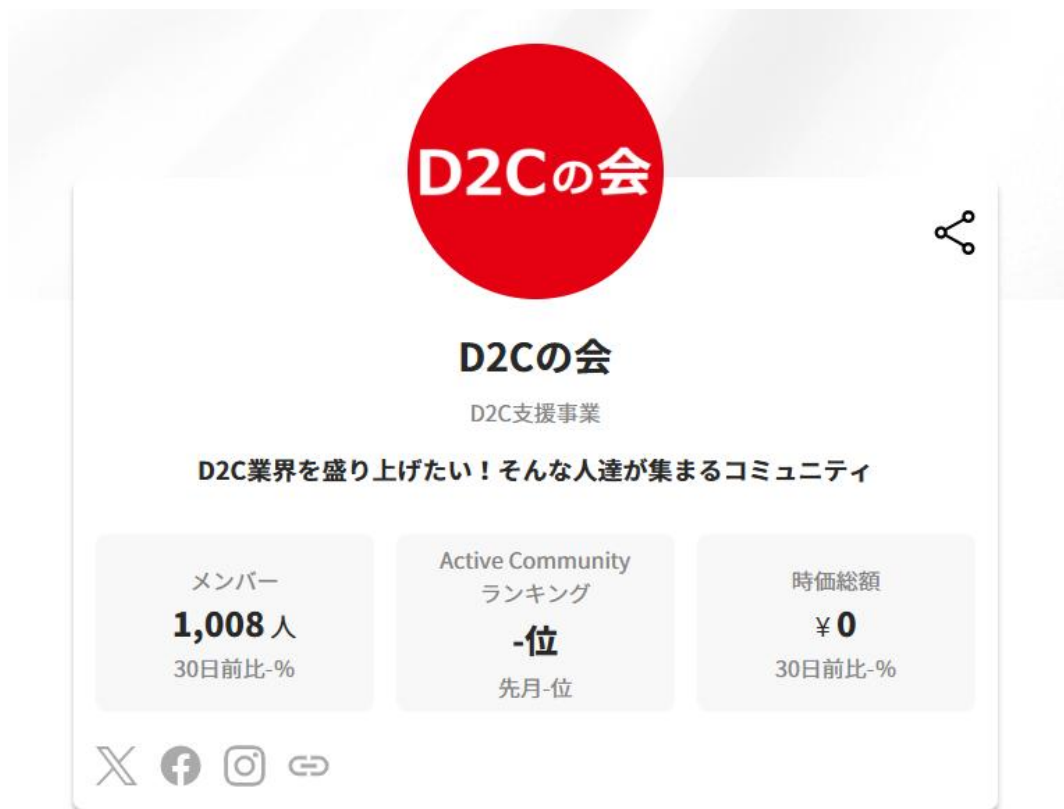 D2Cの会
D2Cの会
D2C支援事業
D2C業界を盛り上げたい！そんな人達が集まるコミュニティ
メンバー
1,008 人
30日前比-%
Active Community
ランキング
-位
先月-位
時価総額
¥ 0
30日前比-%